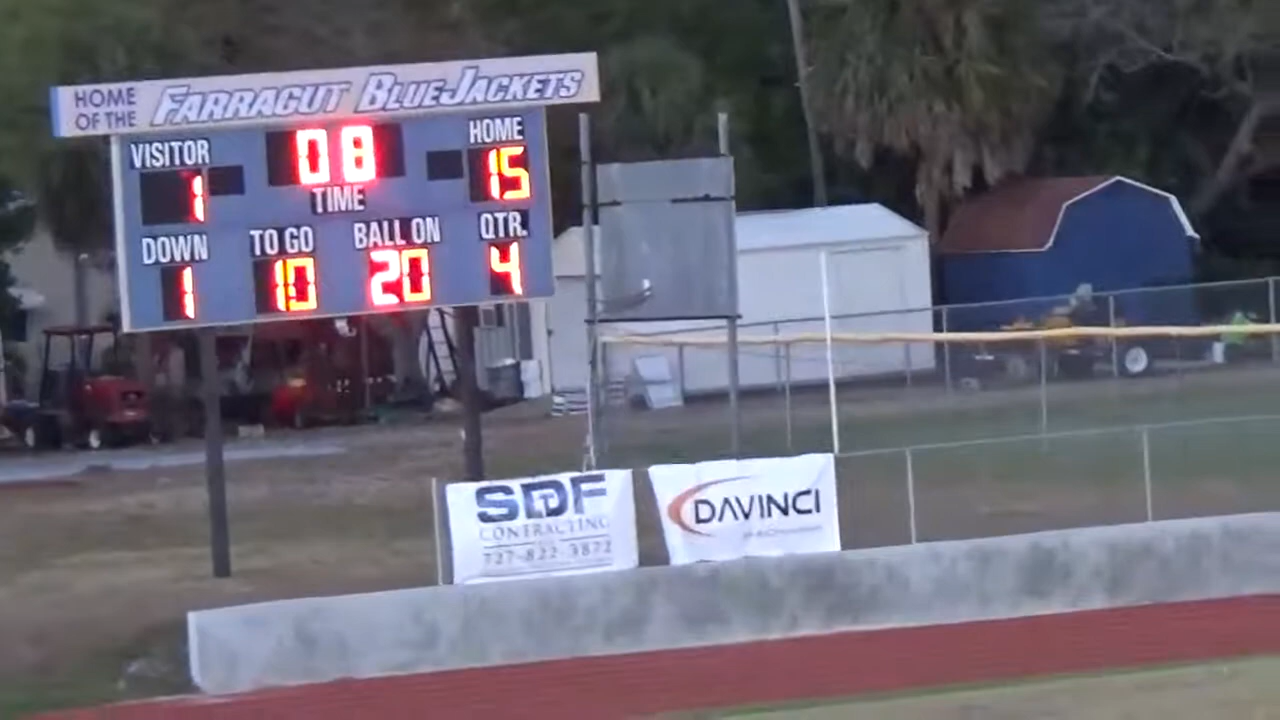 HOME OF THE FARRAGUT BLUEJACKETS
VISITOR 08 HOME
1 TIME 15
DOWN TO GO BALL ON QTR.
1 10 20 4
SDF
CONTRACTING
727-822-3872
DAVINCI